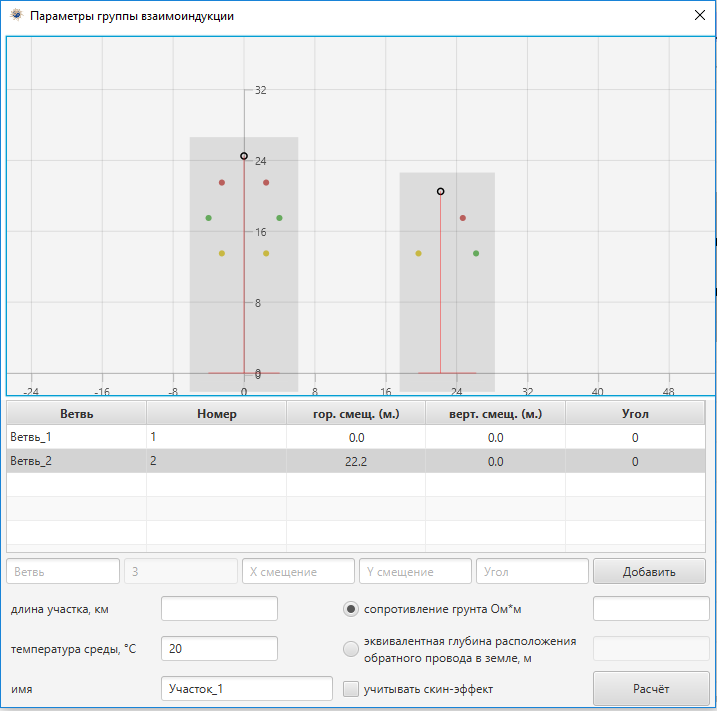 Параметры группы взаимоиндукции
32
24
16
8
0
-24 -16 -8 0 8 16 24 32 40 48
Ветвь Номер гор. смещ. (м.) верт. смещ. (м.) Угол
Ветвь_1 1 0.0 0.0 0
Ветвь_2 2 22.2 0.0 0
Ветвь 3 X смещение Y смещение Угол Добавить
длина участка, км сопротивление грунта Ом*м
температура среды, °C 20 эквивалентная глубина расположения
обратного провода в земле, м
имя Участок_1 учитывать скин-эффект Расчёт